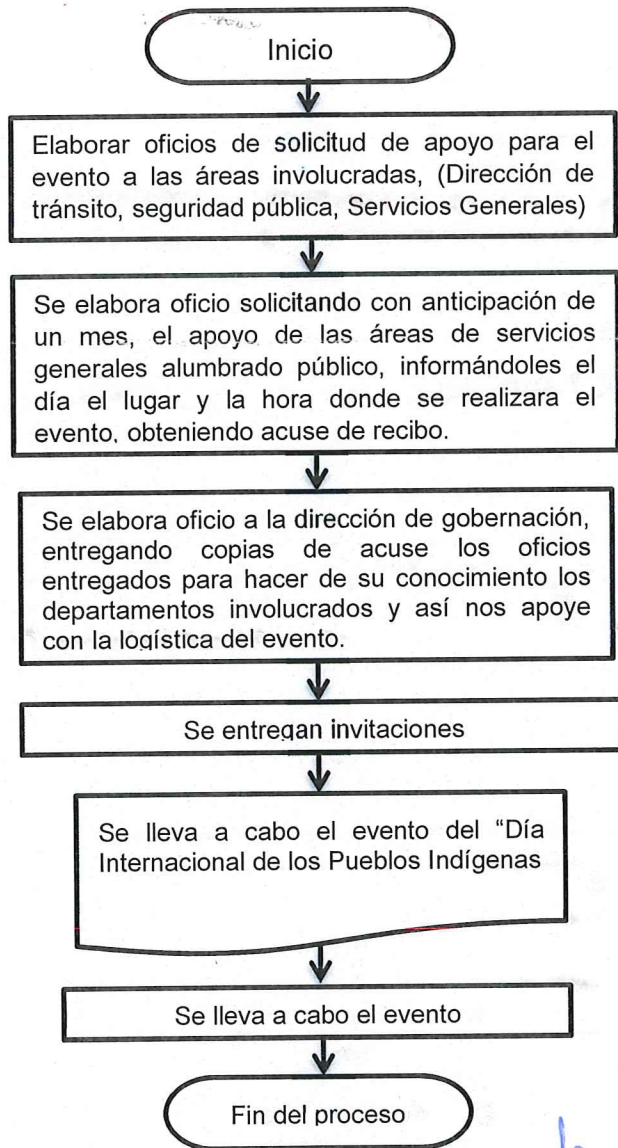 Inicio
Elaborar oficios de solicitud de apoyo para el
evento a las áreas involucradas, (Dirección de
tránsito, seguridad pública, Servicios Generales)
Se elabora oficio solicitando con anticipación de
un mes, el apoyo de las áreas de servicios
generales alumbrado público, informándoles el
día el lugar y la hora donde se realizara el
evento, obteniendo acuse de recibo.
Se elabora oficio a la dirección de gobernación,
entregando copias de acuse los oficios
entregados para hacer de su conocimiento los
departamentos involucrados y así nos apoye
con la logística del evento.
Se entregan invitaciones
Se lleva a cabo el evento del “Día
Internacional de los Pueblos Indígenas
Se lleva a cabo el evento
Fin del proceso